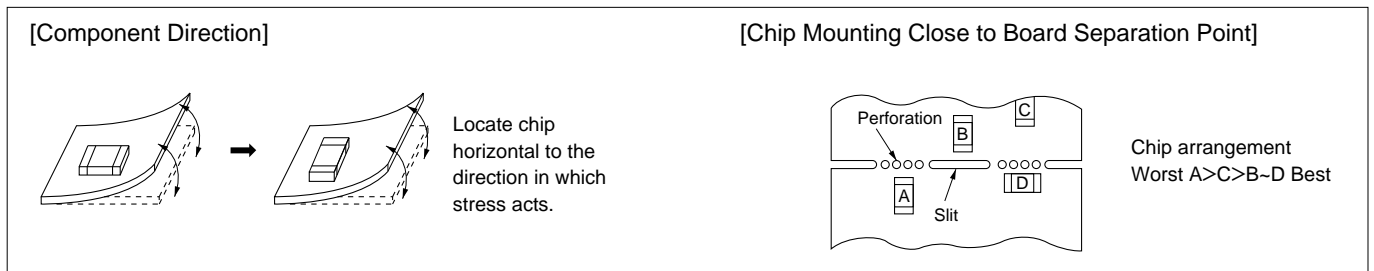 [Component Direction]
Locate chip
horizontal to the
direction in which
stress acts.
[Chip Mounting Close to Board Separation Point]
C
Perforation
B
A
D
Slit
Chip arrangement
Worst A>C>B~D Best